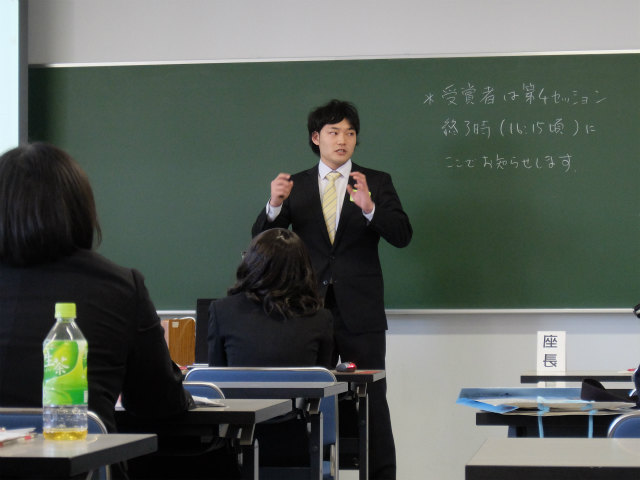 ※受賞者は第4セッション
終了時(16:15頃)に
ここでお知らせします.
座長
茶